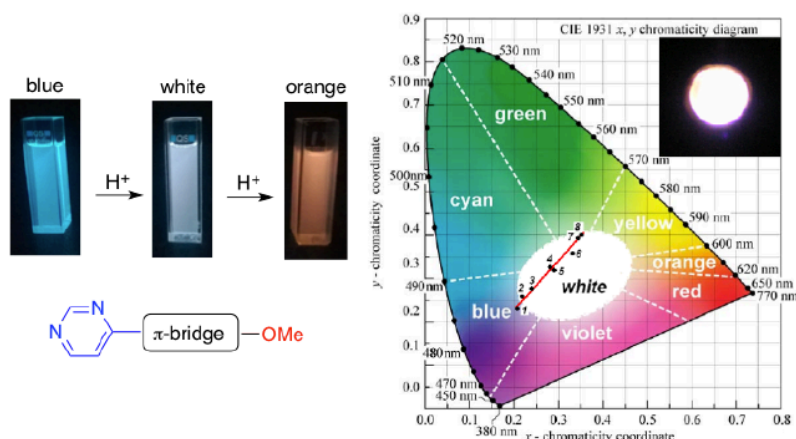 blue
white
orange
H+
H+
N
N
π-bridge
OMe
CIE 1931 x, y chromaticity diagram
y - chromaticity coordinate
x - chromaticity coordinate
0.9
0.8
0.7
0.6
0.5
0.4
0.3
0.2
0.1
0.0
0.0
0.1
0.2
0.3
0.4
0.5
0.6
0.7
0.8
520 nm
530 nm
510 nm
540 nm
550 nm
560 nm
570 nm
500nm
580 nm
590 nm
600 nm
620 nm
650 nm
770 nm
490nm
480nm
470 nm
450 nm
380 nm
green
cyan
yellow
orange
red
white
blue
violet
8
7
6
4
5
3
2
1